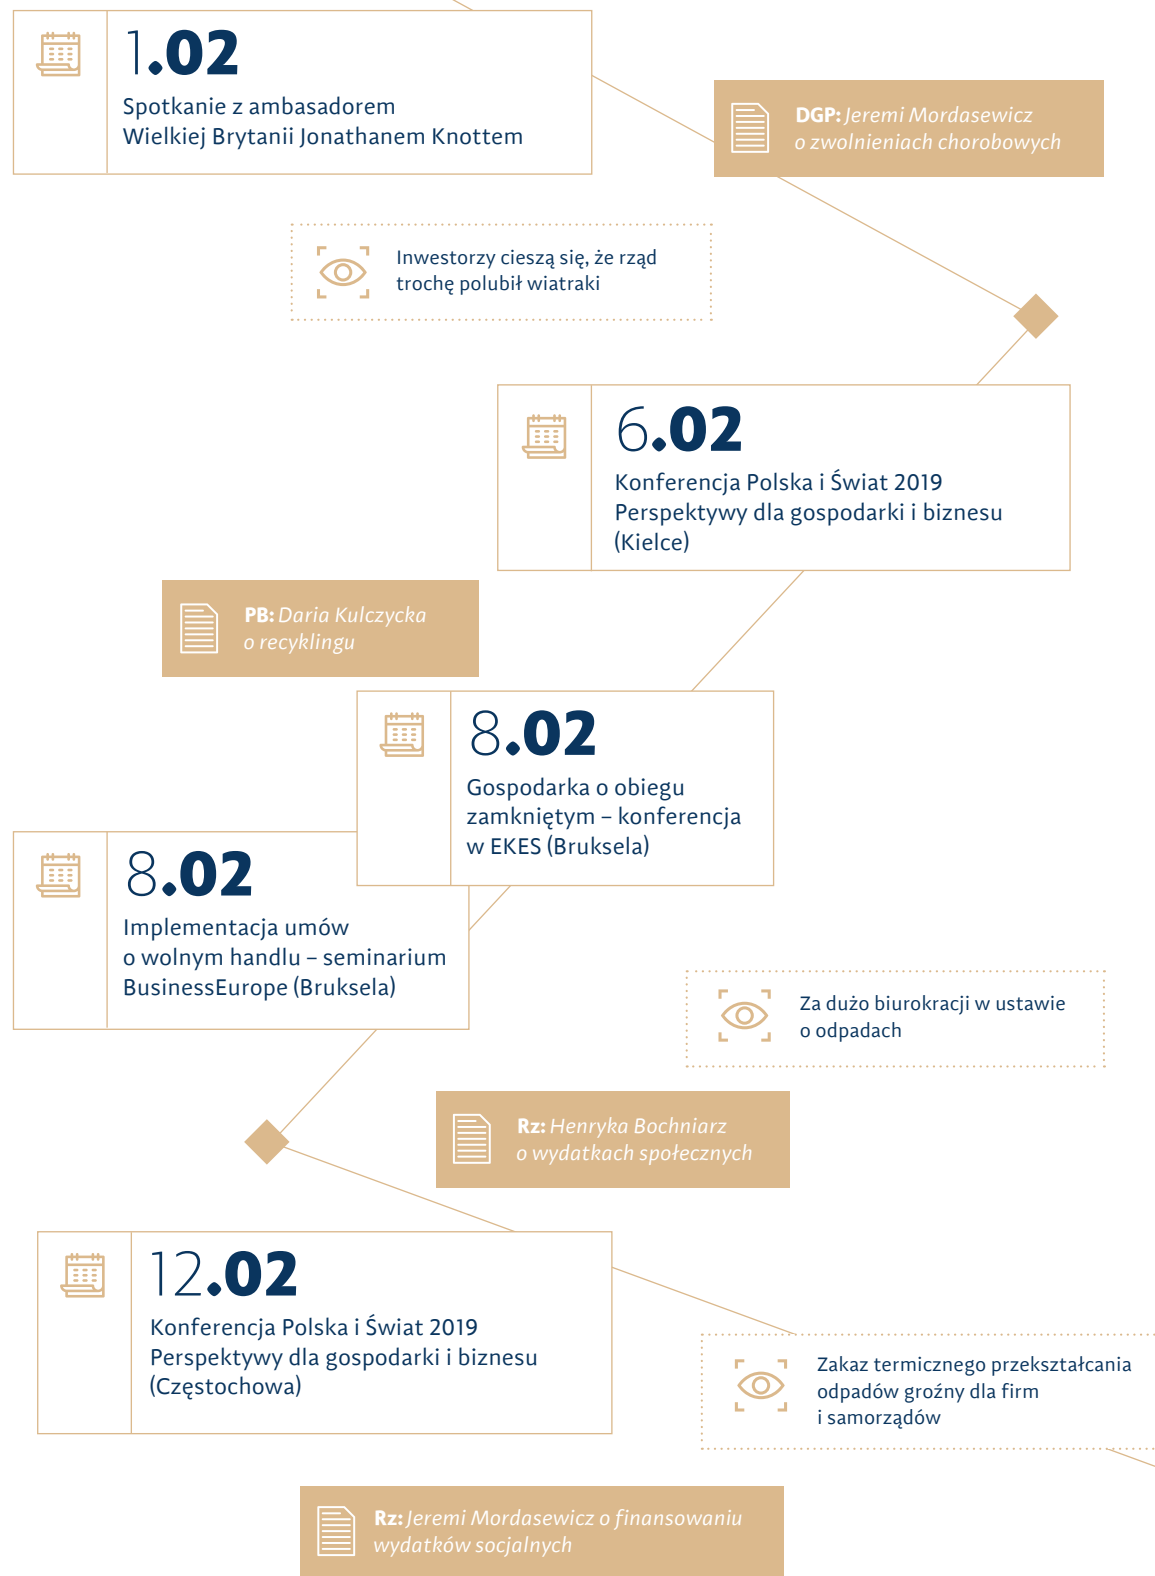 1.02
Spotkanie z ambasadorem
Wielkiej Brytanii Jonathanem Knottem
DGP: Jeremi Mordasewicz
o zwolnieniach chorobowych
Inwestorzy cieszą się, że rząd
trochę polubił wiatraki
6.02
Konferencja Polska i Świat 2019
Perspektywy dla gospodarki i biznesu
(Kielce)
PB: Daria Kulczycka
o recyklingu
8.02
Gospodarka o obiegu
zamkniętym – konferencja
w EKES (Bruksela)
8.02
Implementacja umów
o wolnym handlu – seminarium
BusinessEurope (Bruksela)
Za dużo biurokracji w ustawie
o odpadach
Rz: Henryka Bochniarz
o wydatkach społecznych
12.02
Konferencja Polska i Świat 2019
Perspektywy dla gospodarki i biznesu
(Częstochowa)
Zakaz termicznego przekształcania
odpadów groźny dla firm
i samorządów
Rz: Jeremi Mordasewicz o finansowaniu
wydatków socjalnych